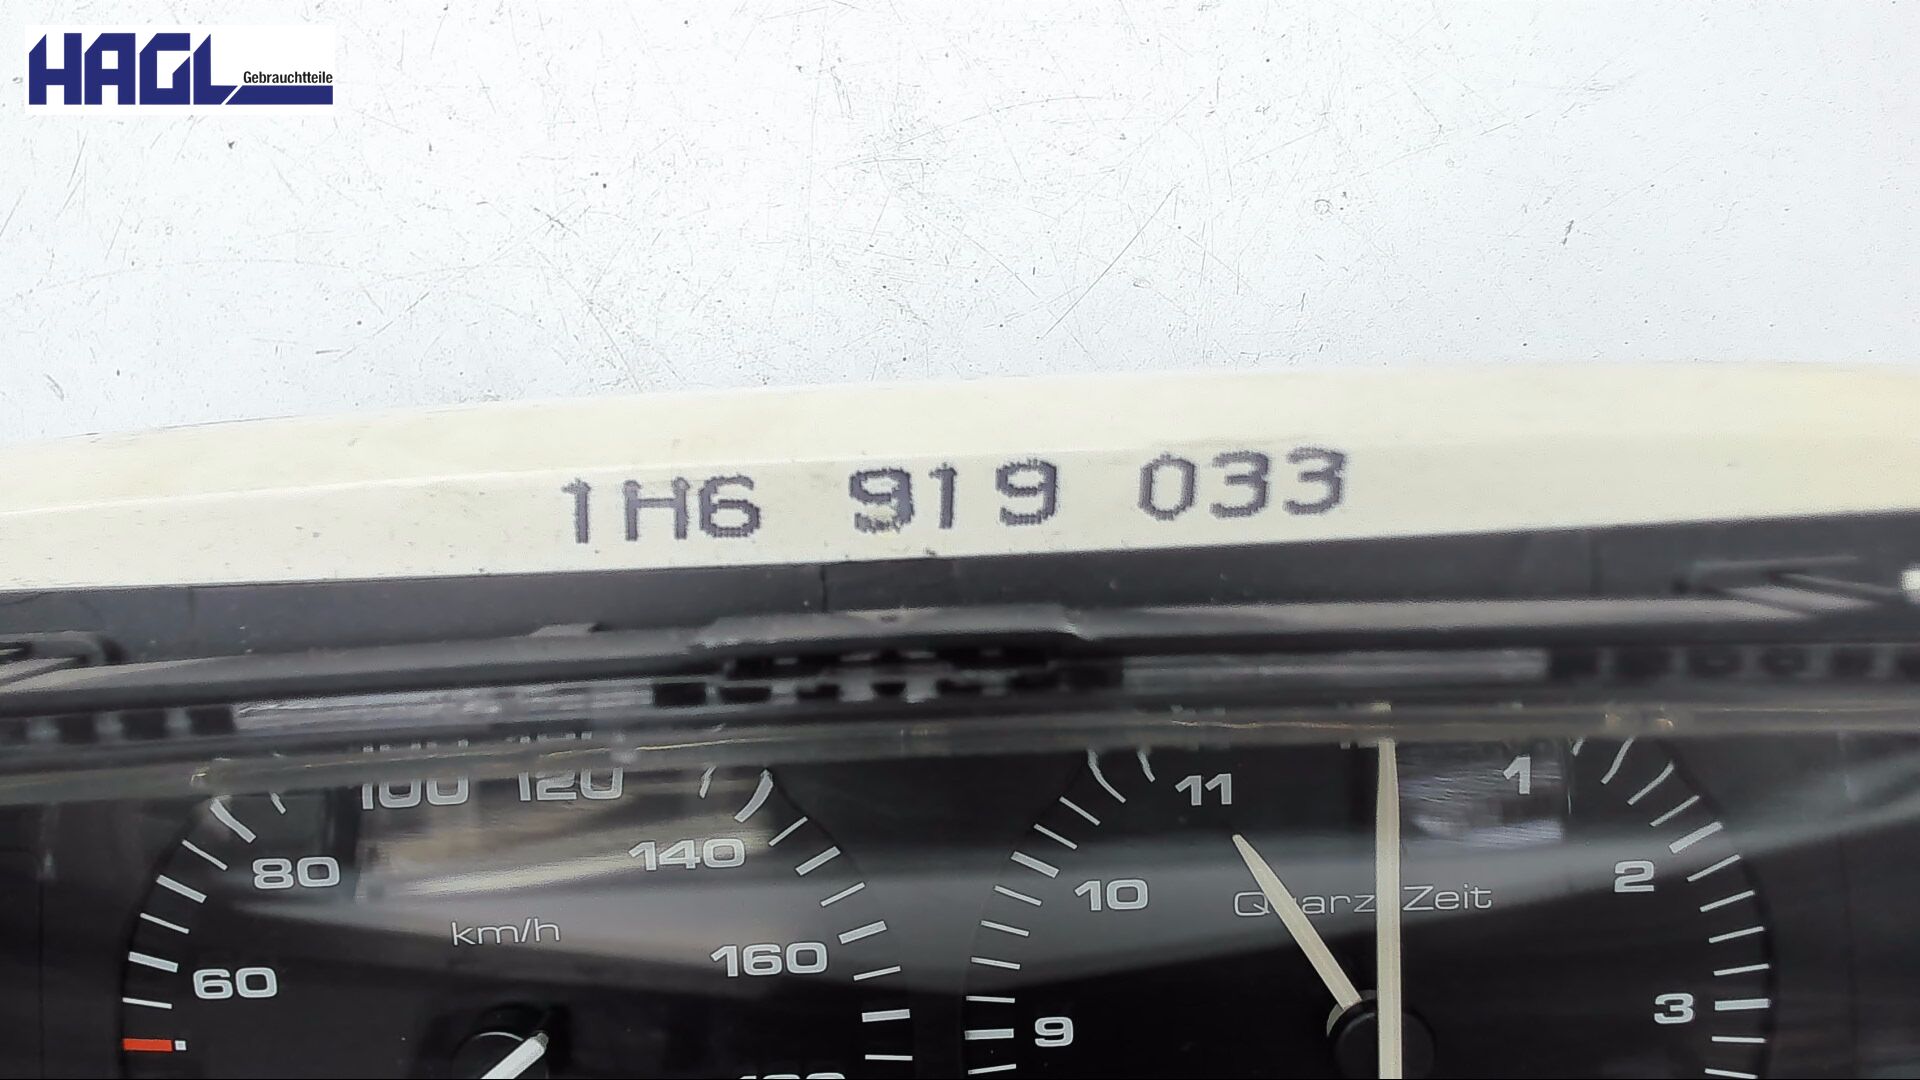 HAGL Gebrauchtteile
1H6 919 033
100 120
80 140
km/h
60 160
11 1
10 2
Quarz-Zeit
9 3